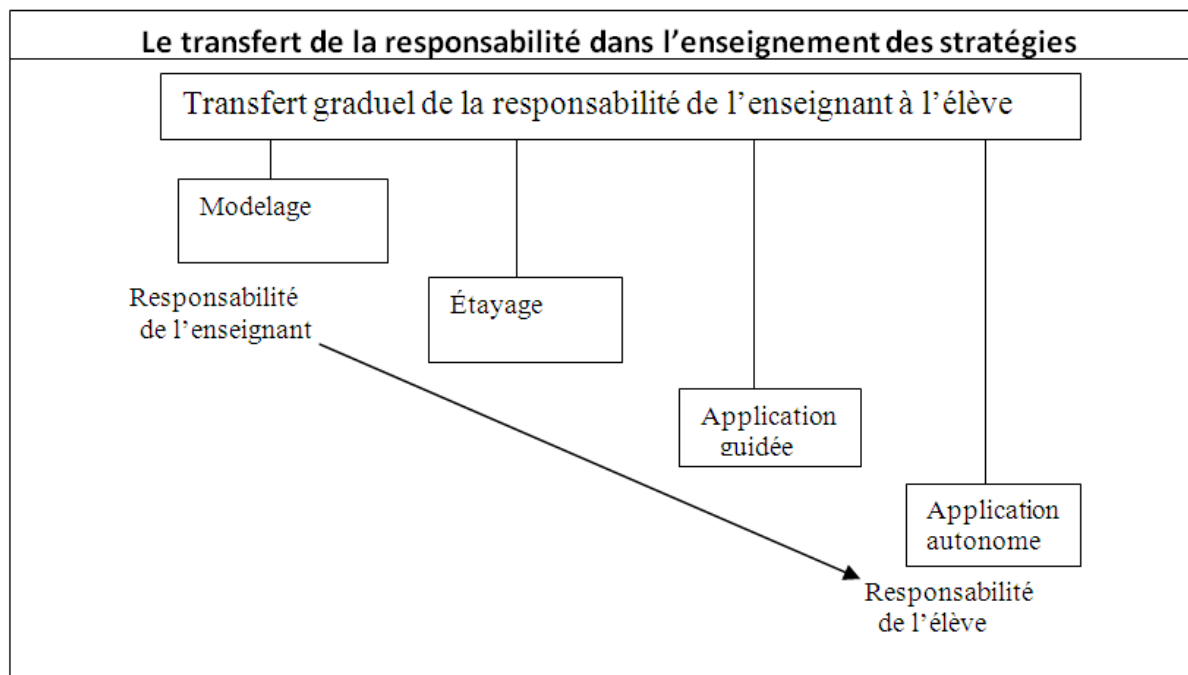 Le transfert de la responsabilité dans l’enseignement des stratégies
Transfert graduel de la responsabilité de l’enseignant à l’élève
Modelage
Responsabilité
de l’enseignant
Étayage
Application
guidée
Application
autonome
Responsabilité
de l’élève